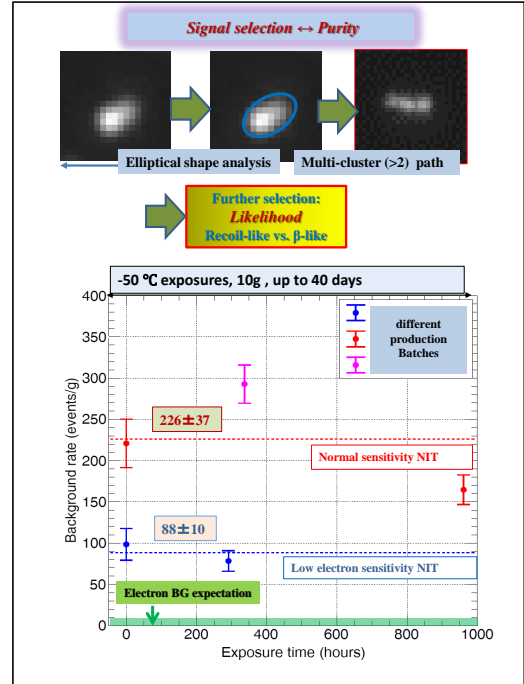 Signal selection ↔ Purity
Elliptical shape analysis
Multi-cluster (>2) path
Further selection:
Likelihood
Recoil-like vs. β-like
-50 ℃ exposures, 10g , up to 40 days
400
350
300
250
200
150
100
50
0
Background rate (events/g)
different
production
Batches
226±37
Normal sensitivity NIT
88±10
Low electron sensitivity NIT
Electron BG expectation
0 200 400 600 800 1000
Exposure time (hours)